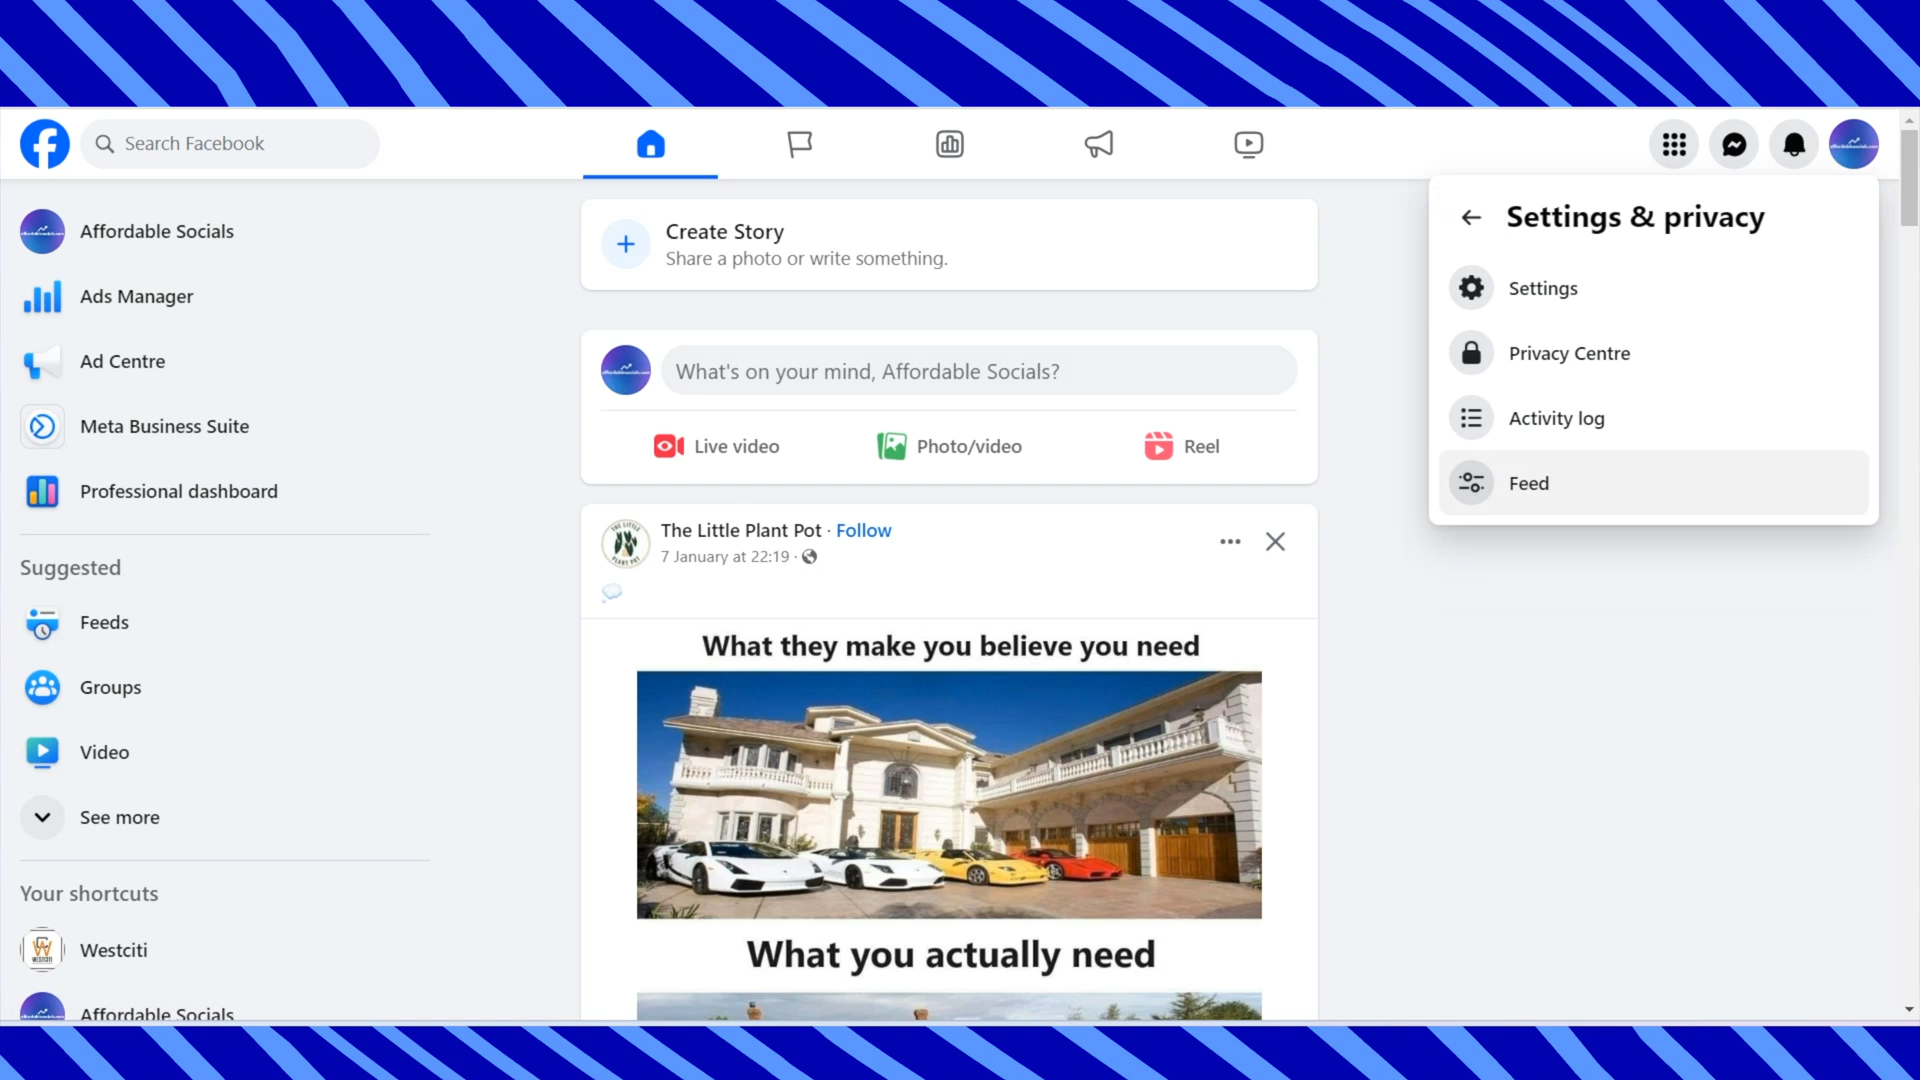 Search Facebook
Affordable Socials
Ads Manager
Ad Centre
Meta Business Suite
Professional dashboard
Suggested
Feeds
Groups
Video
See more
Your shortcuts
Westciti
Affordable Socials
Create Story
Share a photo or write something.
What's on your mind, Affordable Socials?
Live video
Photo/video
Reel
The Little Plant Pot · Follow
7 January at 22:19 ·
What they make you believe you need
What you actually need
Settings & privacy
Settings
Privacy Centre
Activity log
Feed